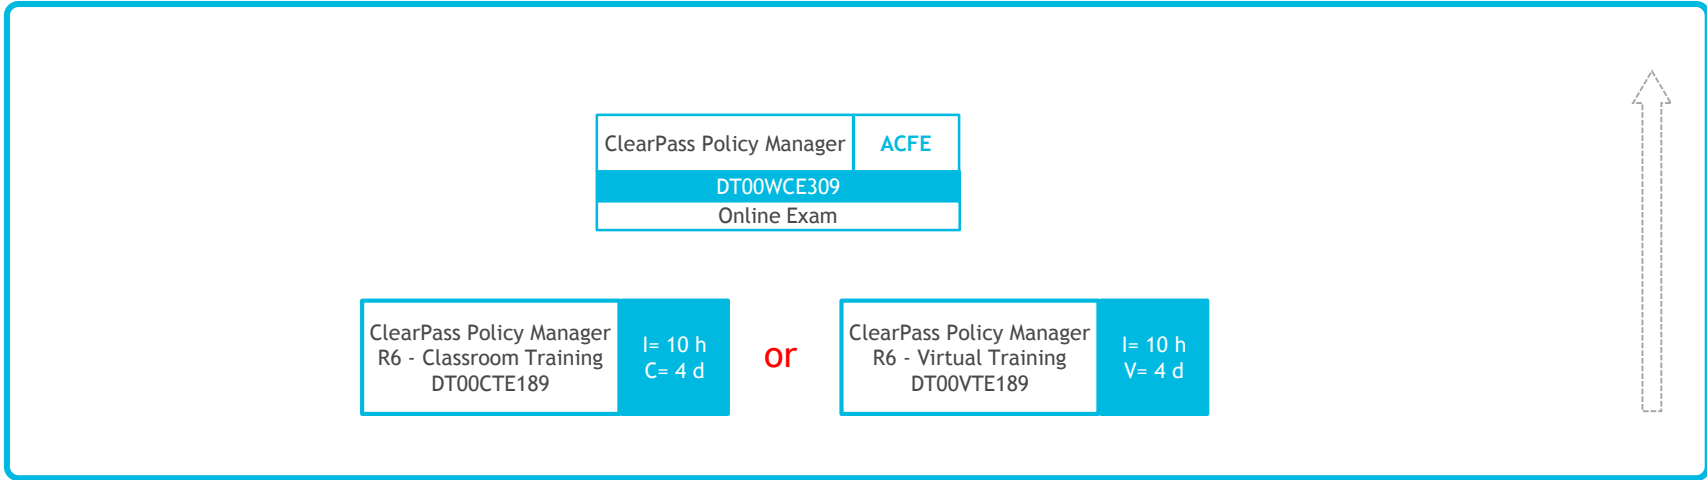 ClearPass Policy Manager
ACFE
DT00WCE309
Online Exam
ClearPass Policy Manager
R6 - Classroom Training
DT00CTE189
I= 10 h
C= 4 d
or
ClearPass Policy Manager
R6 - Virtual Training
DT00VTE189
I= 10 h
V= 4 d